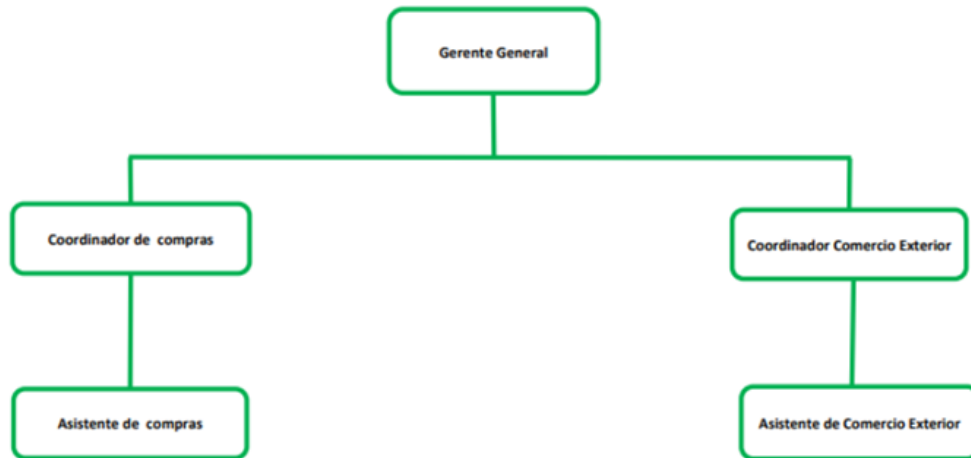 Gerente General
Coordinador de compras
Coordinador Comercio Exterior
Asistente de compras
Asistente de Comercio Exterior